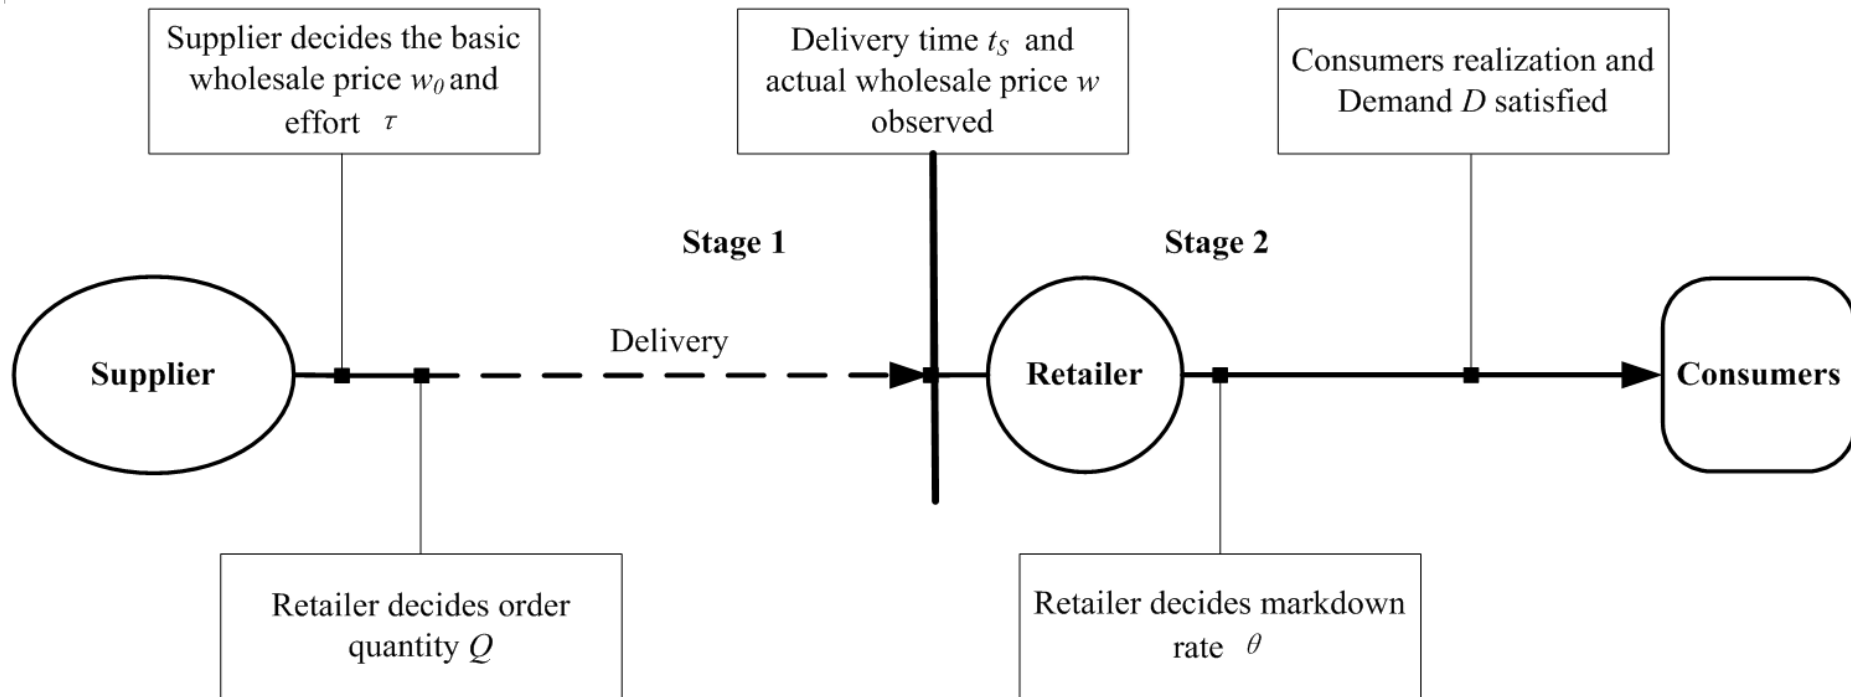 Supplier decides the basic
wholesale price w₀ and
effort τ
Delivery time t_S and
actual wholesale price w
observed
Consumers realization and
Demand D satisfied
Stage 1
Stage 2
Delivery
Supplier
Retailer
Consumers
Retailer decides order
quantity Q
Retailer decides markdown
rate θ